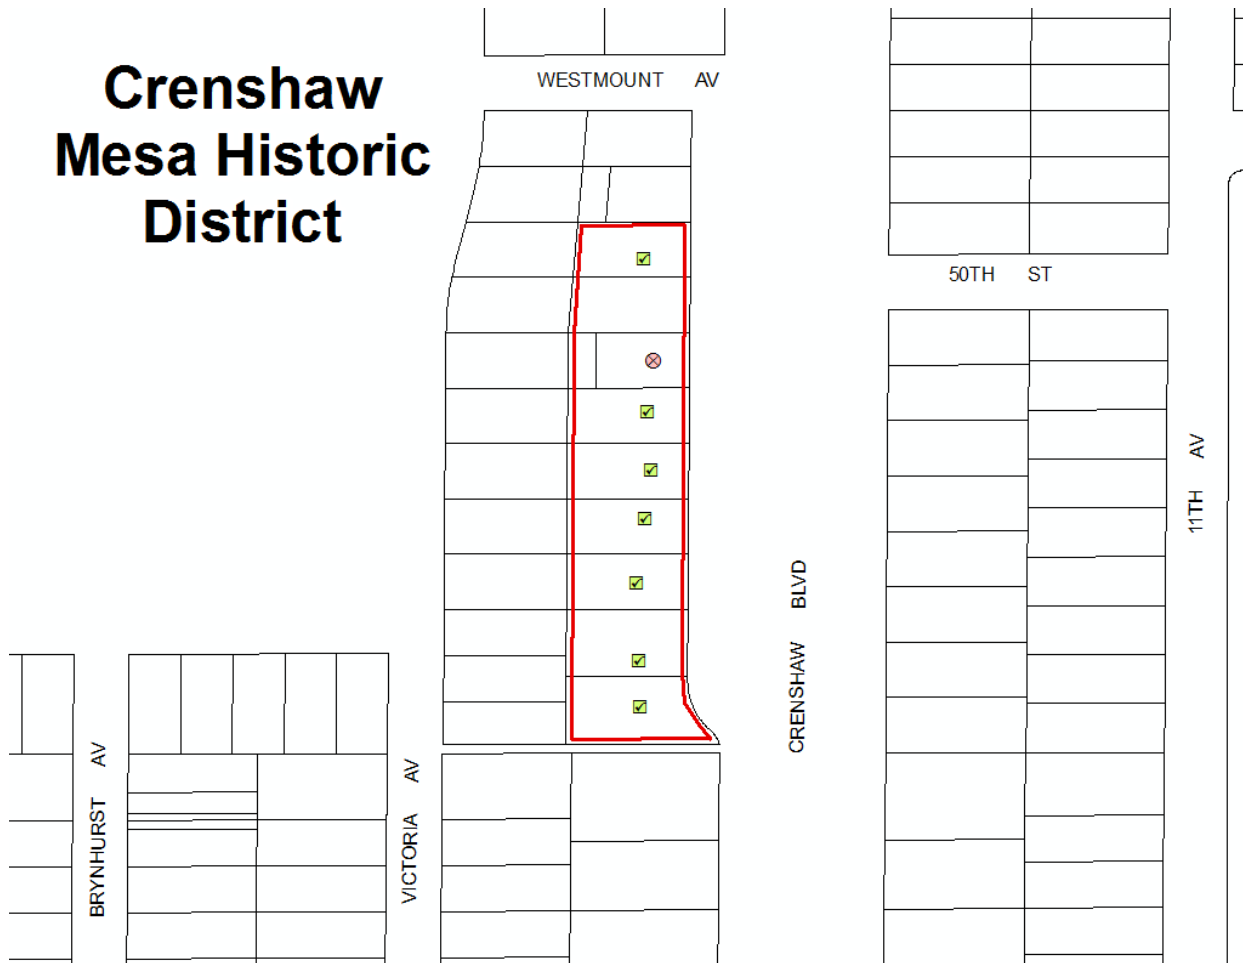 Crenshaw
Mesa Historic
District
WESTMOUNT AV
50TH ST
11TH AV
CRENSHAW BLVD
BRYNHURST AV
VICTORIA AV